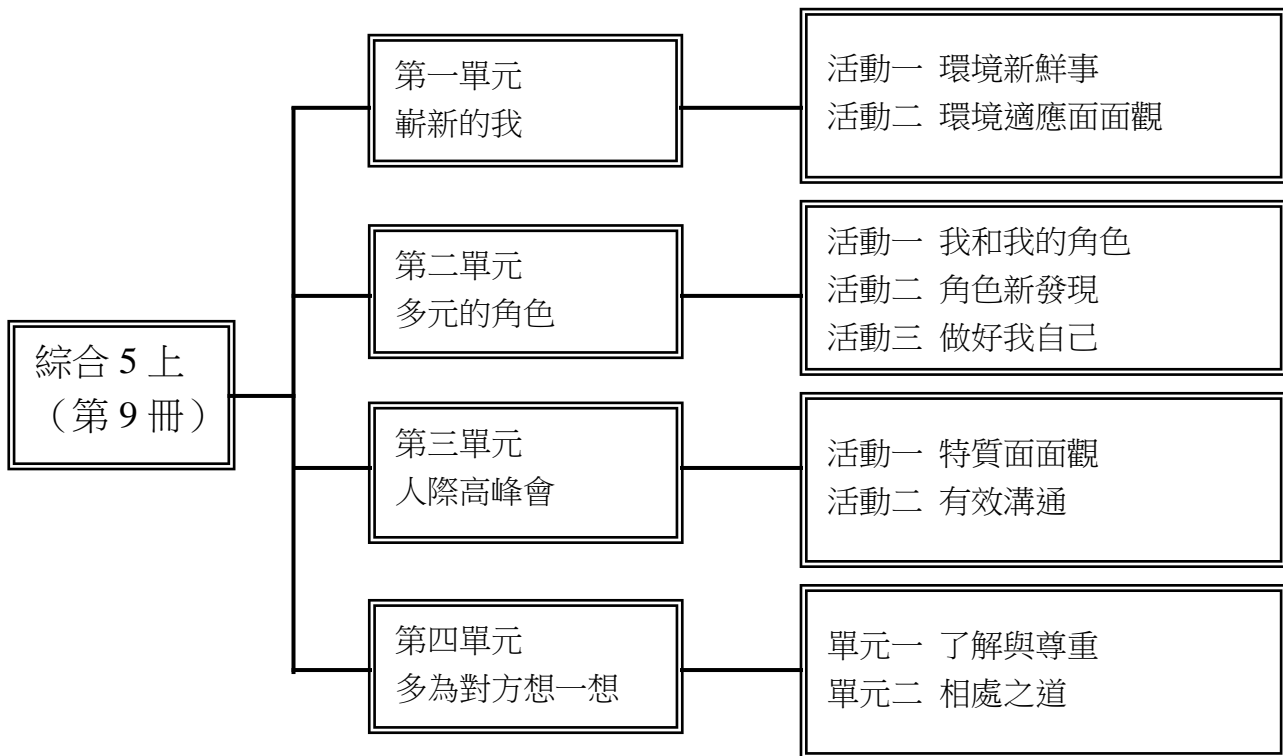 綜合 5 上
（第 9 冊）
第一單元
嶄新的我
活動一 環境新鮮事
活動二 環境適應面面觀
第二單元
多元的角色
活動一 我和我的角色
活動二 角色新發現
活動三 做好我自己
第三單元
人際高峰會
活動一 特質面面觀
活動二 有效溝通
第四單元
多為對方想一想
單元一 了解與尊重
單元二 相處之道